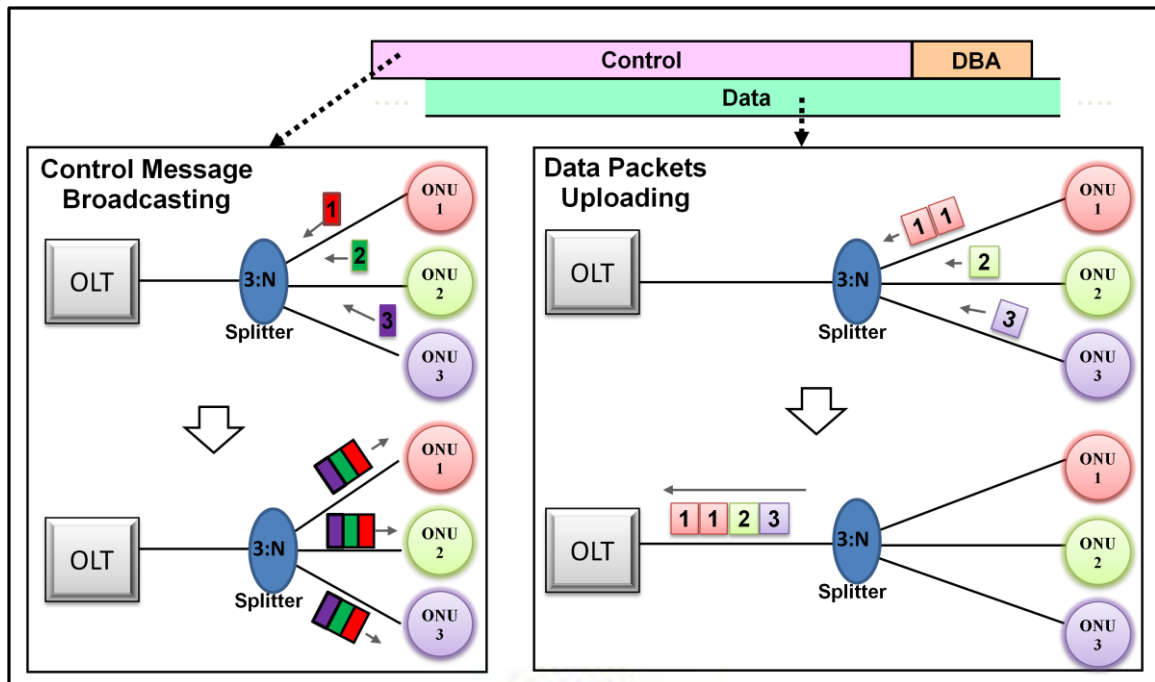 Control
DBA
....
Data
....
Control Message
Broadcasting
ONU
1
1
2
OLT
3:N
ONU
2
3
Splitter
ONU
3
ONU
1
OLT
3:N
ONU
2
Splitter
ONU
3
Data Packets
Uploading
ONU
1
1 1
2
OLT
3:N
ONU
2
3
Splitter
ONU
3
ONU
1
1 1 2 3
OLT
3:N
ONU
2
Splitter
ONU
3